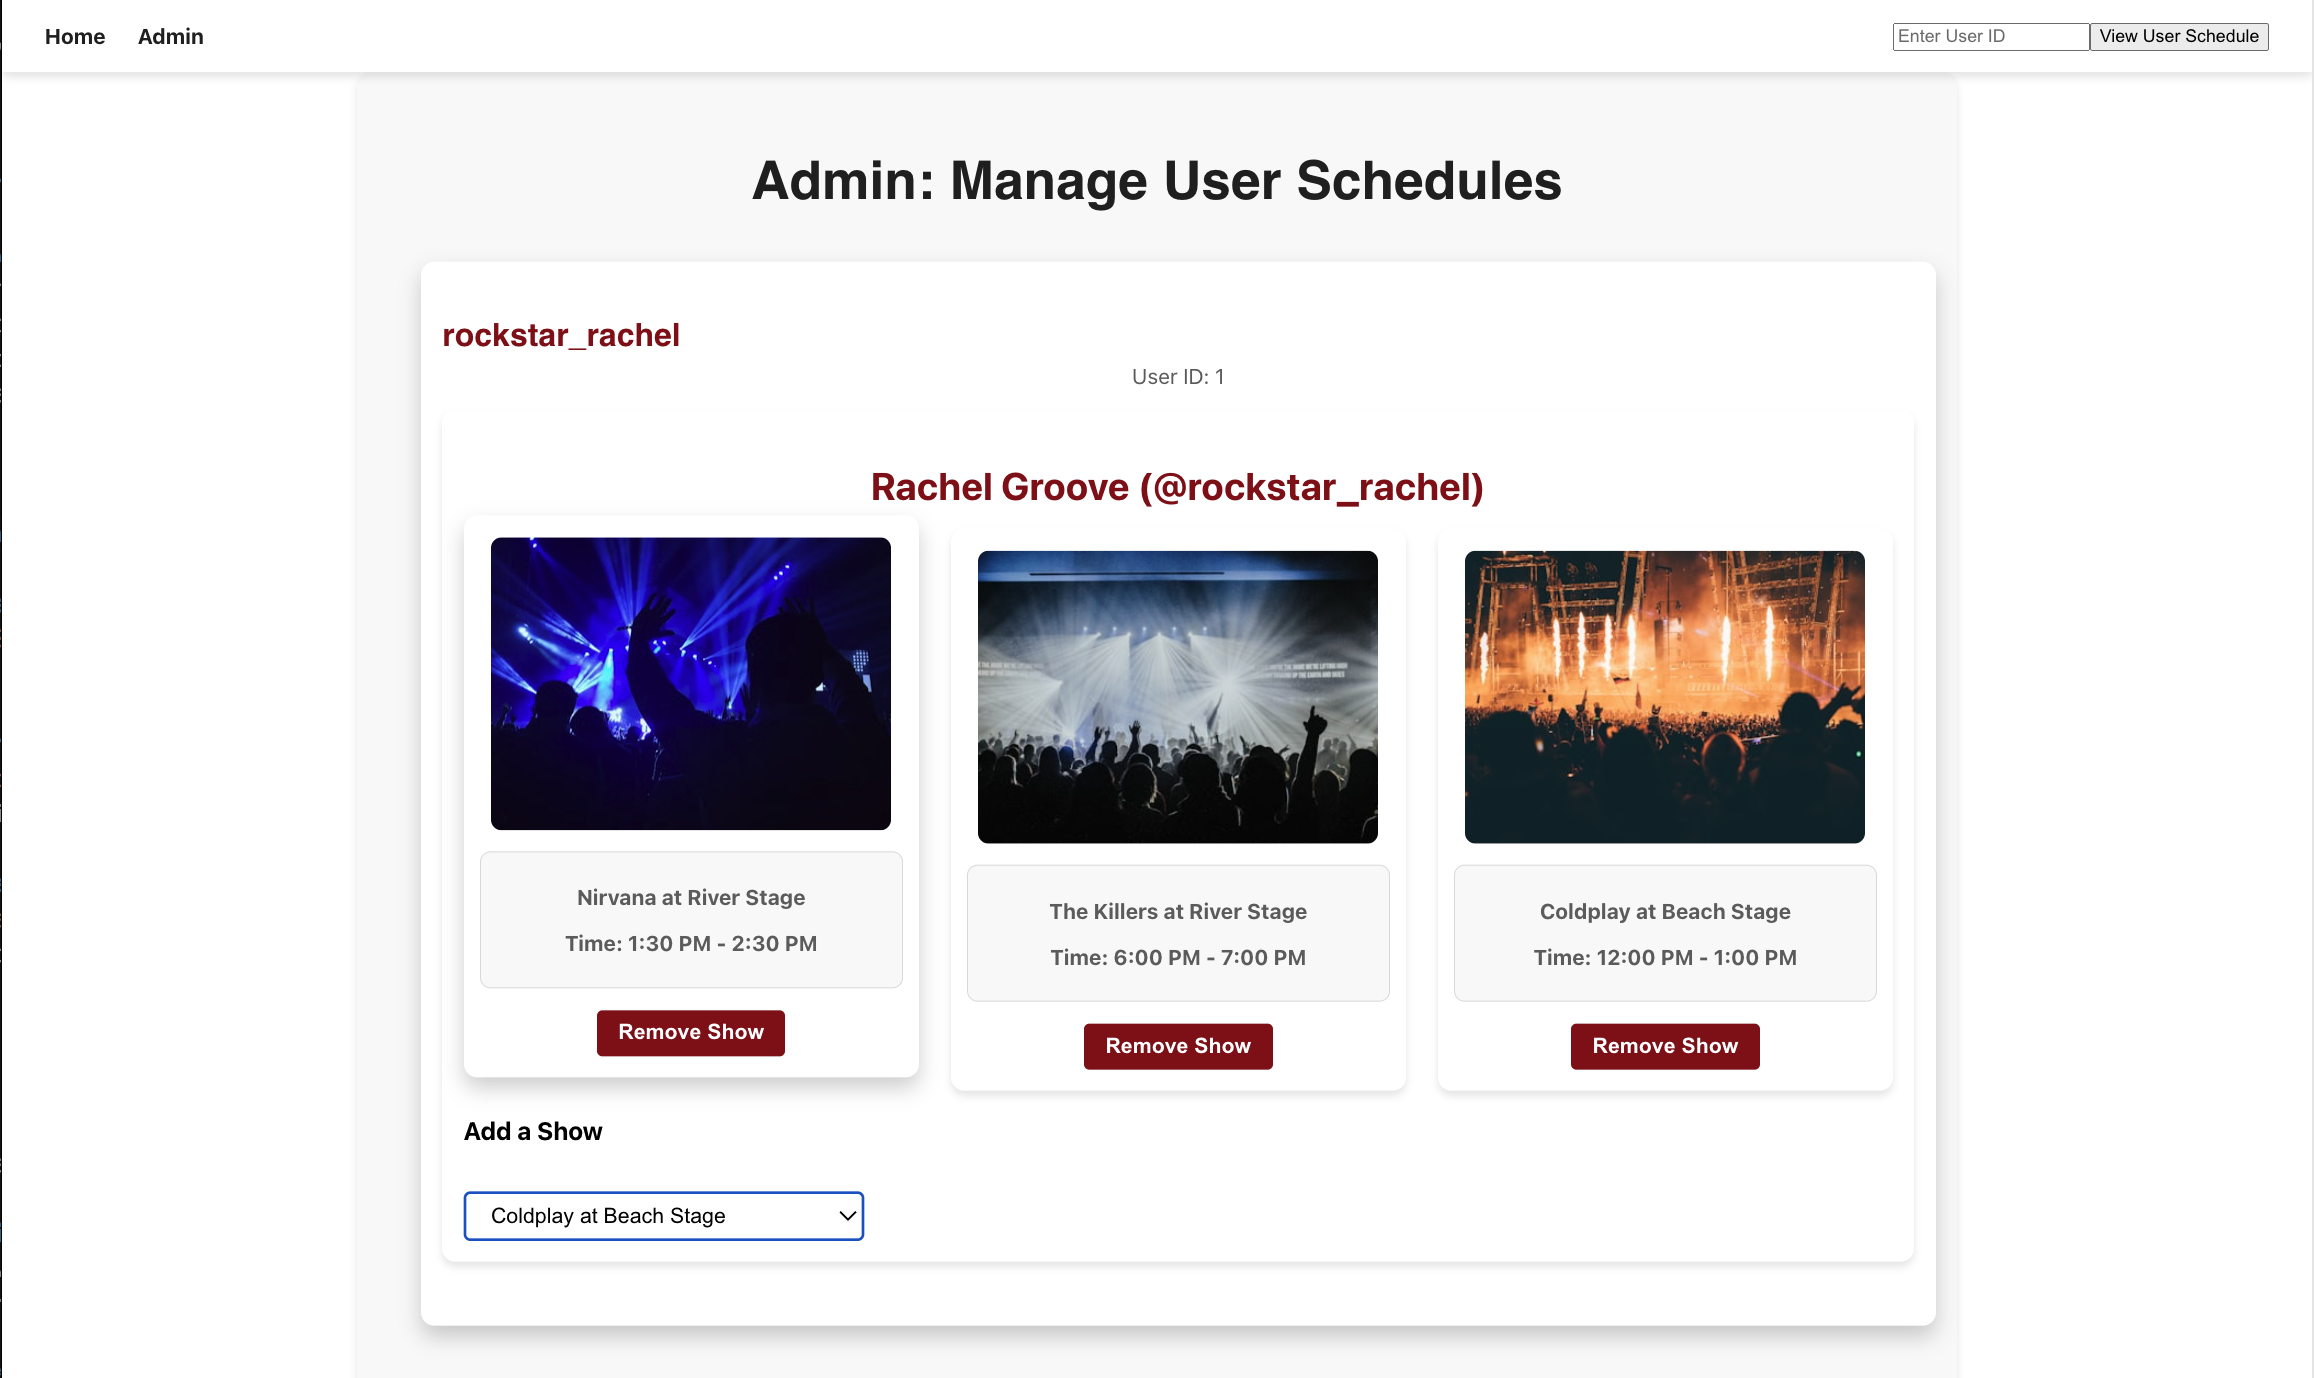 Home Admin Enter User ID View User Schedule
Admin: Manage User Schedules
rockstar_rachel
User ID: 1
Rachel Groove (@rockstar_rachel)
Nirvana at River Stage
Time: 1:30 PM - 2:30 PM
Remove Show
The Killers at River Stage
Time: 6:00 PM - 7:00 PM
Remove Show
Coldplay at Beach Stage
Time: 12:00 PM - 1:00 PM
Remove Show
Add a Show
Coldplay at Beach Stage